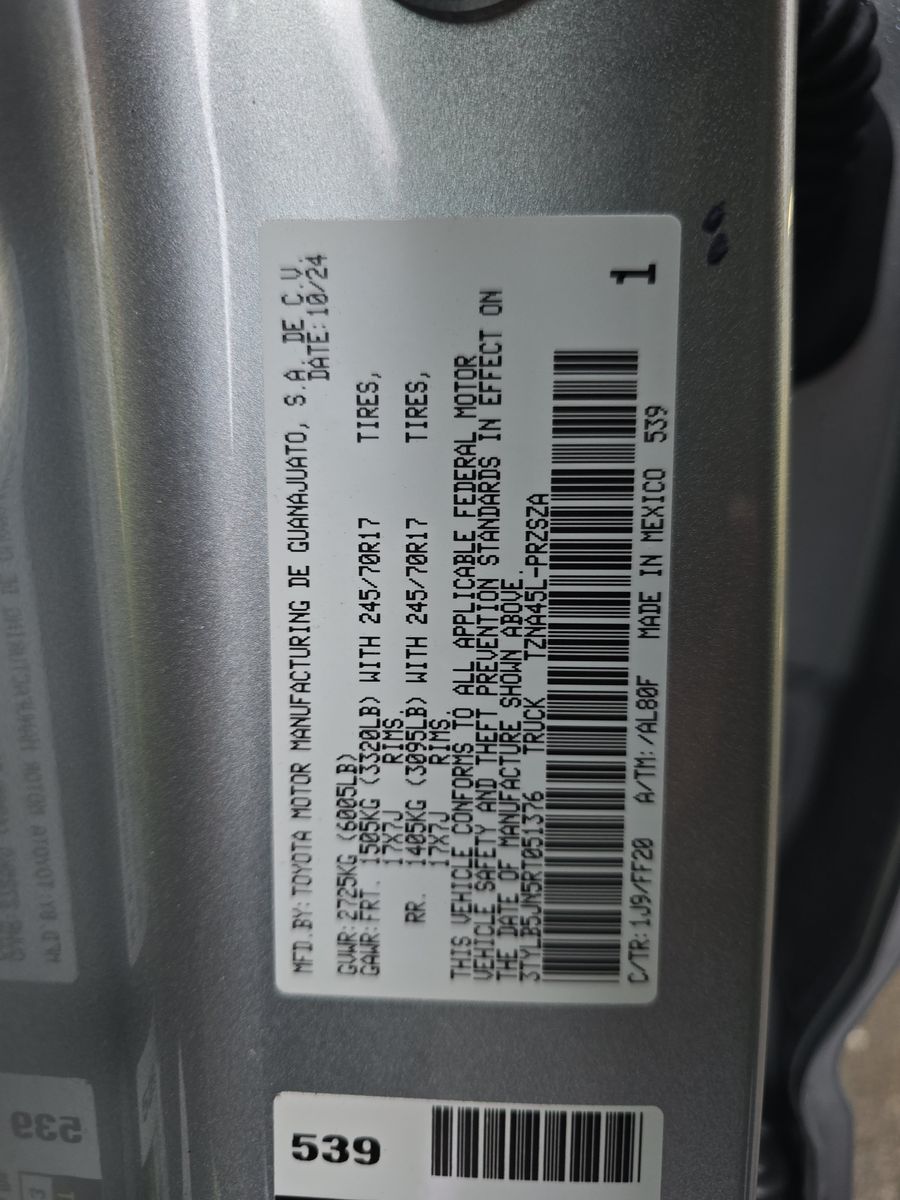 MFD.BY:TOYOTA MOTOR MANUFACTURING DE GUANAJUATO, S.A. DE C.V.
DATE:10/24
GVWR:2725KG (6005LB)
GAWR:FRT. 1505KG (3320LB) WITH 245/70R17 TIRES,
17X7J RIMS.
RR. 1405KG (3095LB) WITH 245/70R17 TIRES,
17X7J RIMS.
THIS VEHICLE CONFORMS TO ALL APPLICABLE FEDERAL MOTOR
VEHICLE SAFETY AND THEFT PREVENTION STANDARDS IN EFFECT ON
THE DATE OF MANUFACTURE SHOWN ABOVE.
3TYLB5JN5RT051376 TRUCK TZNA45L-PRZSZA
1
C/TR:1J9/FF20 A/TM:/AL80F MADE IN MEXICO 539
539
539